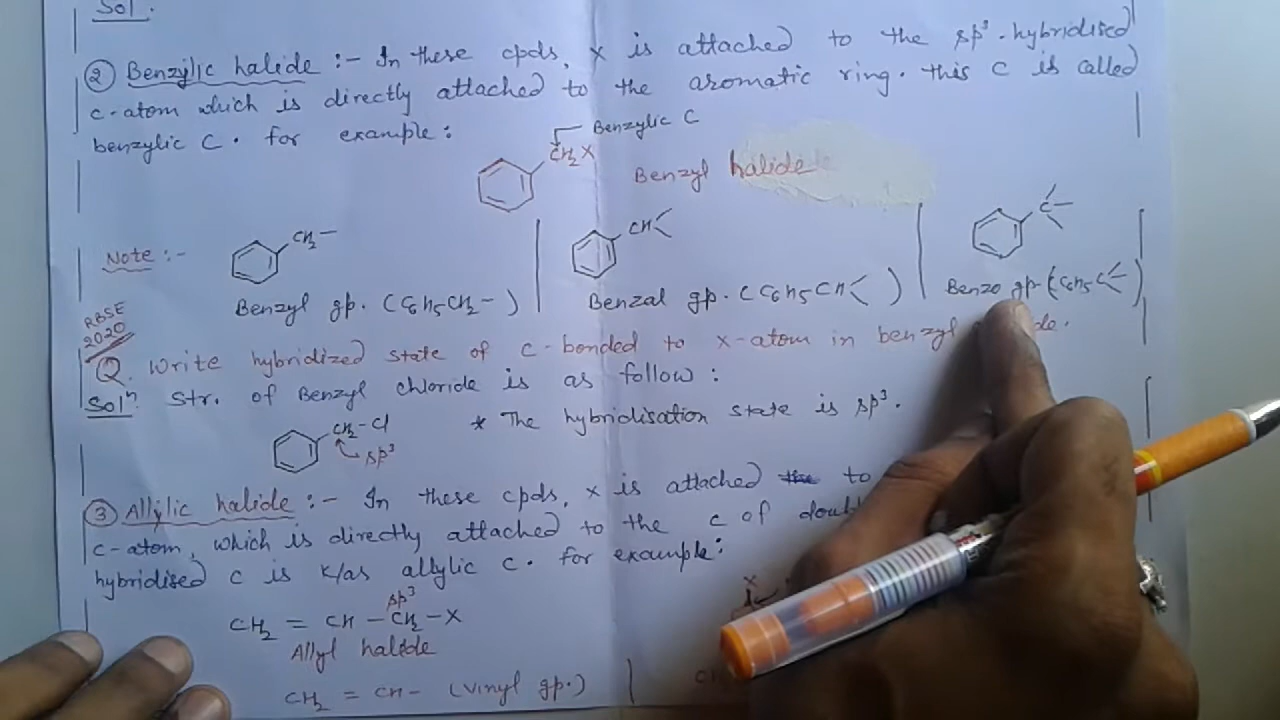 Sol.
② Benzylic halide :- In these cpds, X is attached to the sp³-hybridised
C-atom which is directly attached to the aromatic ring. this C is called
benzylic C. for example:
Benzylic C
CH₂X
Benzyl halide
Note :-
CH₂-
CH
C
Benzyl gp. (C₆H₅CH₂-)
Benzal gp. (C₆H₅CH<)
Benzo gp (C₆H₅C
RBSE
2020
Q. Write hybridized state of C-bonded to X-atom in benzyl
Solⁿ. Str. of Benzyl chloride is as follow:
CH₂-Cl
sp³
* The hybridisation state is sp³.
③ Allylic halide :- In these cpds, X is attached to
C-atom, which is directly attached to the C of
hybridised C is k/as allylic C. for example:
sp³
CH₂ = CH - CH₂-X
Allyl halide
CH₂ = CH- (vinyl gp.)